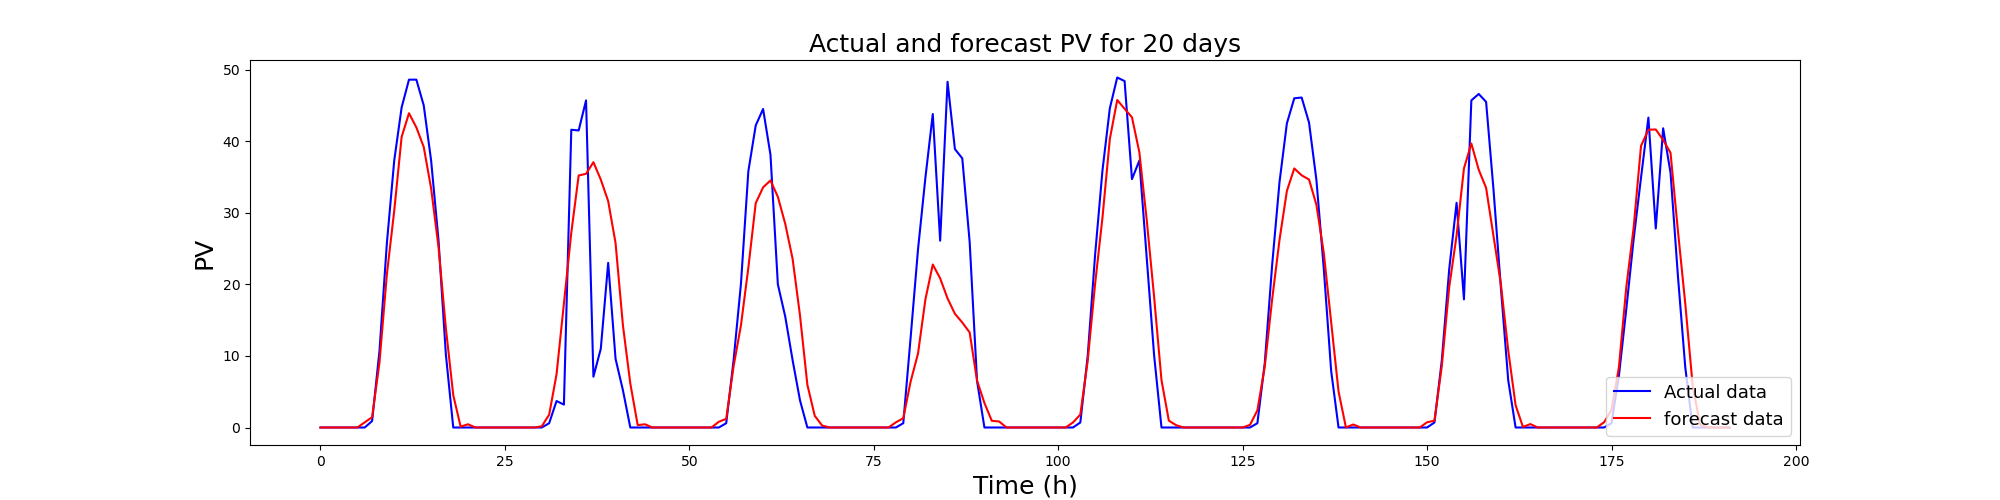 Actual and forecast PV for 20 days
PV
50
40
30
20
10
0
Actual data
forecast data
0 25 50 75 100 125 150 175 200
Time (h)